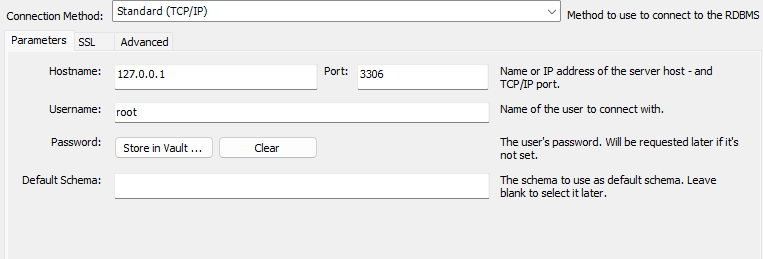 Connection Method: Standard (TCP/IP) Method to use to connect to the RDBMS
Parameters SSL Advanced
Hostname: 127.0.0.1 Port: 3306 Name or IP address of the server host - and
TCP/IP port.
Username: root Name of the user to connect with.
Password: Store in Vault ... Clear The user's password. Will be requested later if it's
not set.
Default Schema: The schema to use as default schema. Leave
blank to select it later.